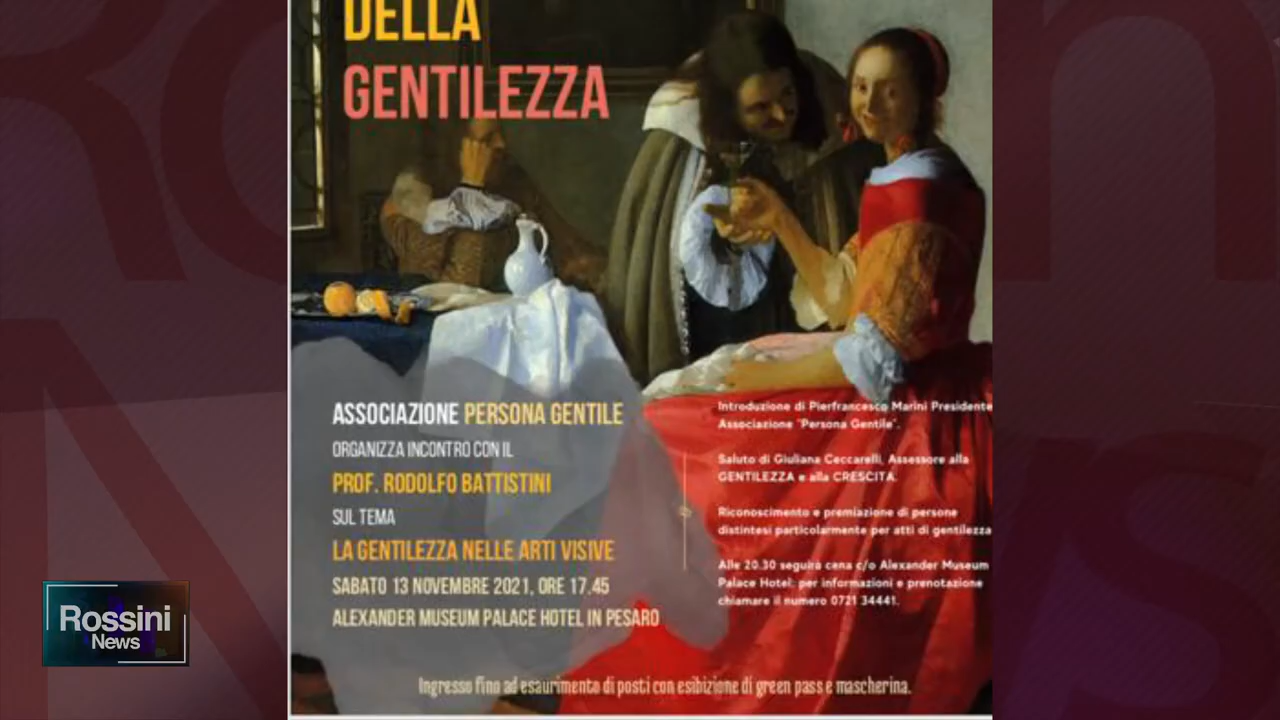 DELLA
GENTILEZZA
ASSOCIAZIONE PERSONA GENTILE
ORGANIZZA INCONTRO CON IL
PROF. RODOLFO BATTISTINI
SUL TEMA
LA GENTILEZZA NELLE ARTI VISIVE
SABATO 13 NOVEMBRE 2021, ORE 17.45
ALEXANDER MUSEUM PALACE HOTEL IN PESARO
Introduzione di Pierfrancesco Marini Presidente
Associazione "Persona Gentile".
Saluto di Giuliana Ceccarelli, Assessore alla
GENTILEZZA e alla CRESCITA.
Riconoscimento e premiazione di persone
distintesi particolarmente per atti di gentilezza
Alle 20.30 seguirà cena c/o Alexander Museum
Palace Hotel: per informazioni e prenotazione
chiamare il numero 0721 34441.
Ingresso fino ad esaurimento di posti con esibizione di green pass e mascherina.
Rossini
News